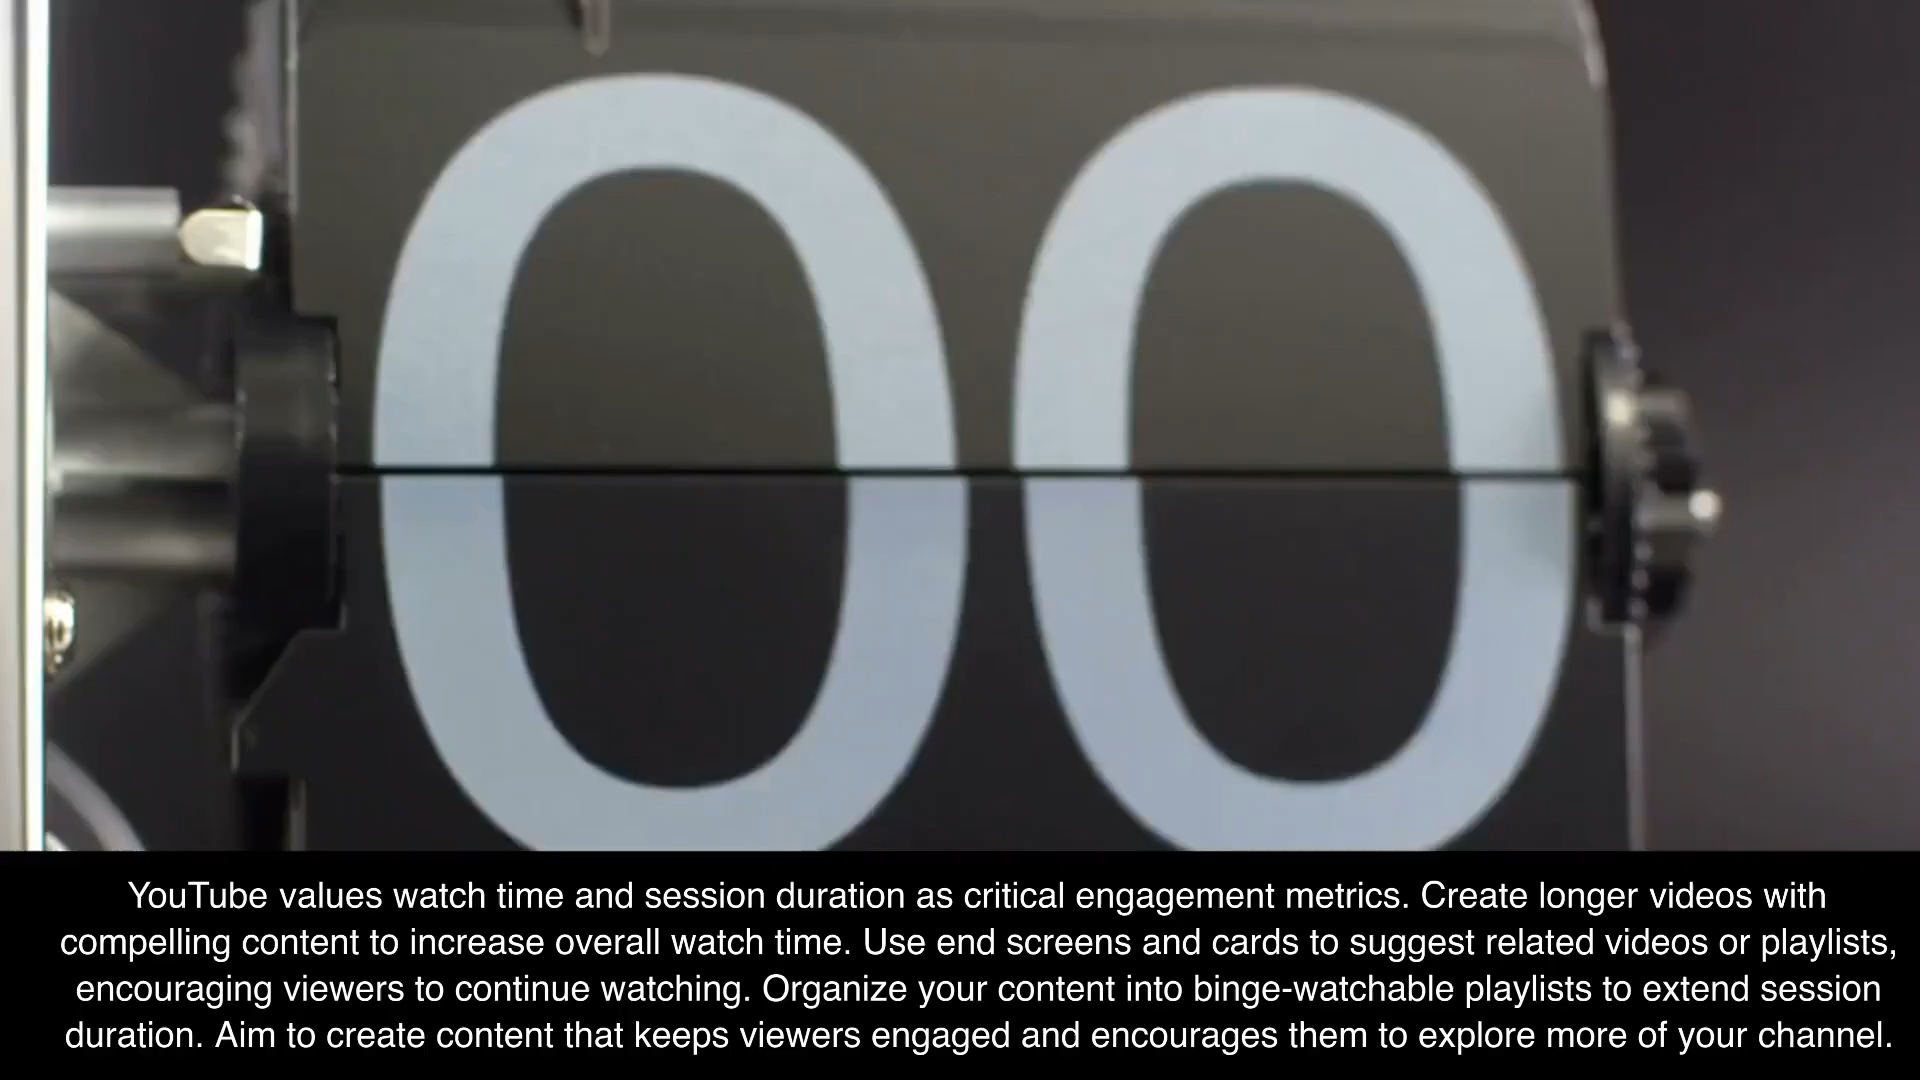 00
YouTube values watch time and session duration as critical engagement metrics. Create longer videos with
compelling content to increase overall watch time. Use end screens and cards to suggest related videos or playlists,
encouraging viewers to continue watching. Organize your content into binge-watchable playlists to extend session
duration. Aim to create content that keeps viewers engaged and encourages them to explore more of your channel.